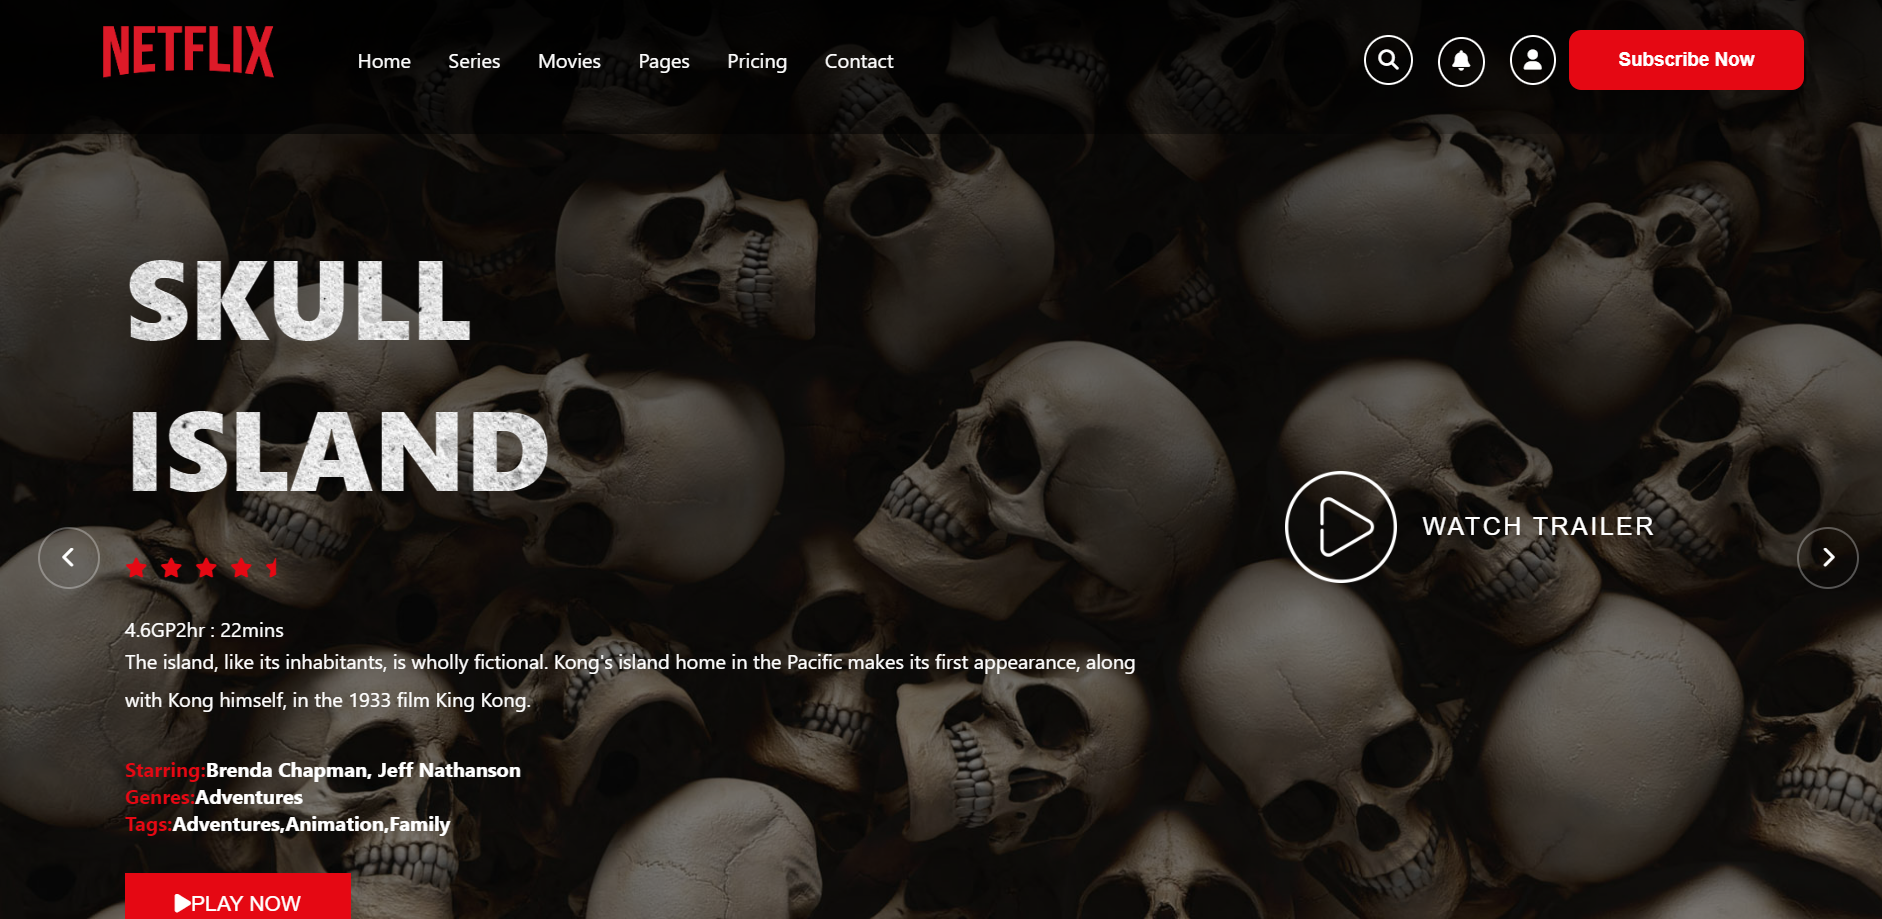 NETFLIX
Home Series Movies Pages Pricing Contact
Subscribe Now
SKULL
ISLAND
WATCH TRAILER
4.6GP2hr : 22mins
The island, like its inhabitants, is wholly fictional. Kong's island home in the Pacific makes its first appearance, along
with Kong himself, in the 1933 film King Kong.
Starring:Brenda Chapman, Jeff Nathanson
Genres:Adventures
Tags:Adventures,Animation,Family
PLAY NOW